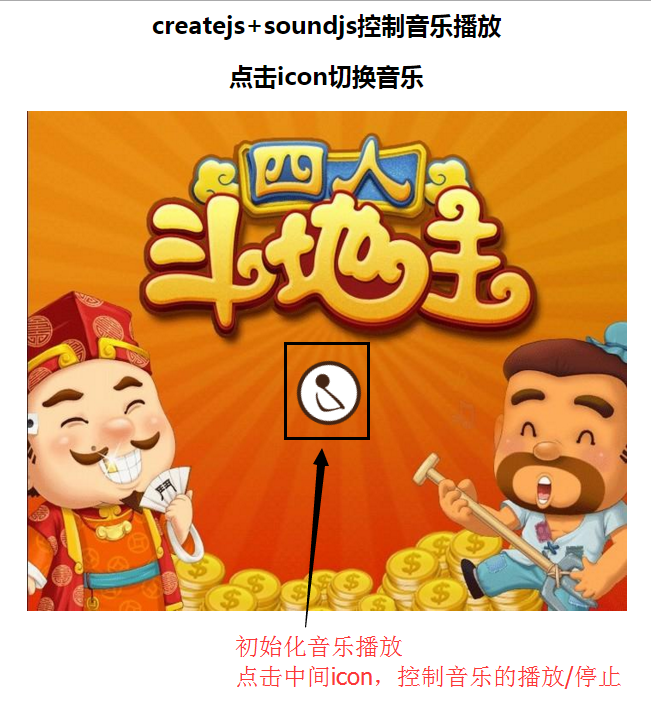 createjs+soundjs控制音乐播放
点击icon切换音乐
四人
斗地主
鬥
初始化音乐播放
点击中间icon，控制音乐的播放/停止